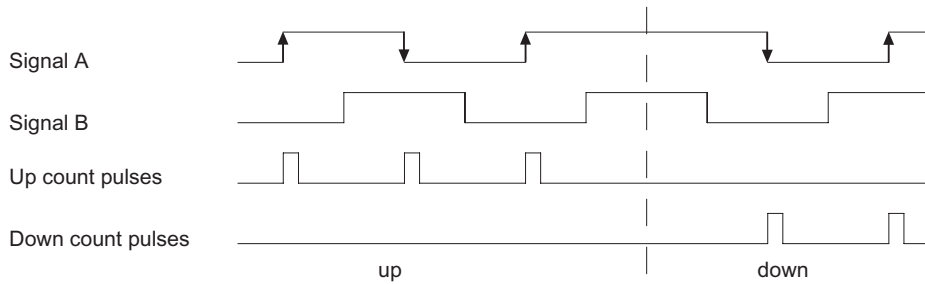 Signal A
Signal B
Up count pulses
Down count pulses
up down